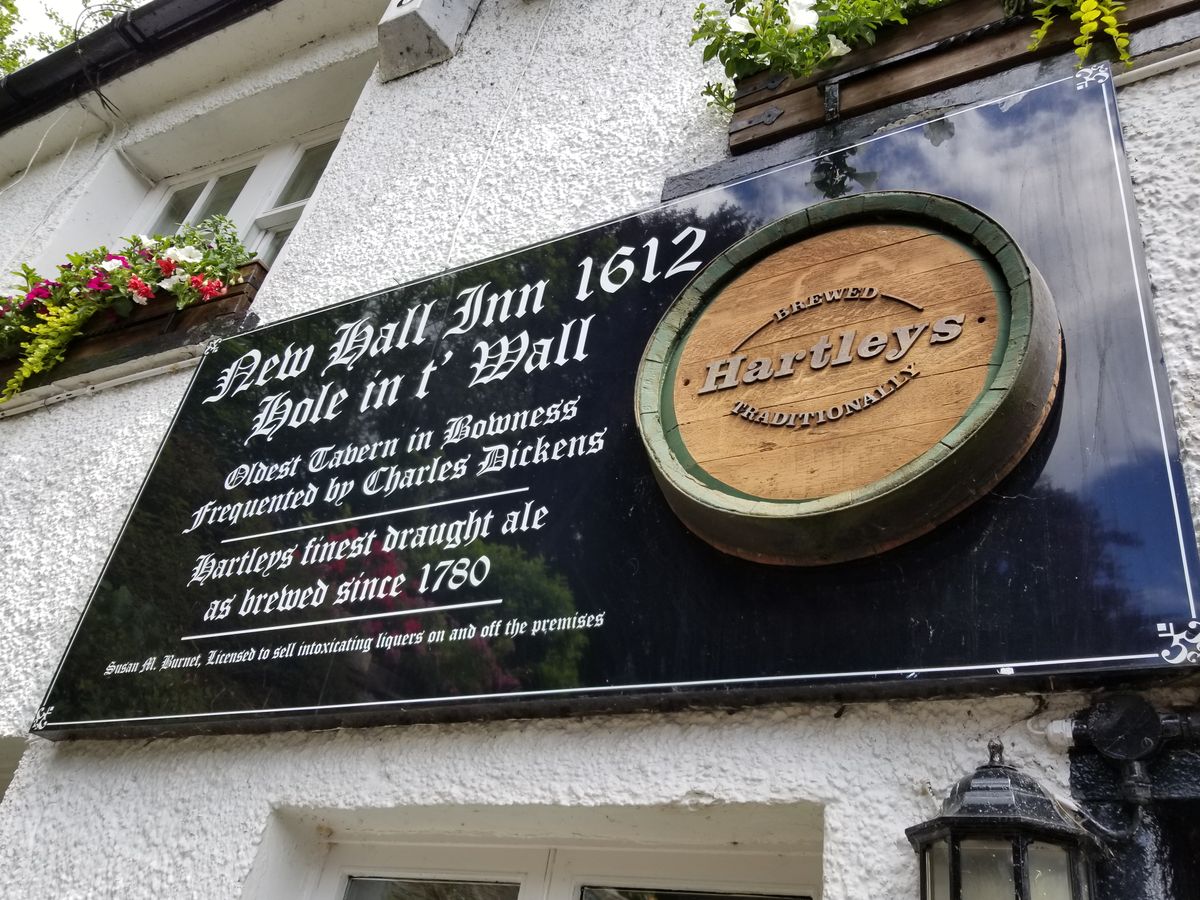 New Hall Inn 1612
Hole in t' Wall
Oldest Tavern in Bowness
Frequented by Charles Dickens
Hartleys finest draught ale
as brewed since 1780
Susan M. Burnet, Licensed to sell intoxicating liquers on and off the premises
BREWED
Hartleys
TRADITIONALLY